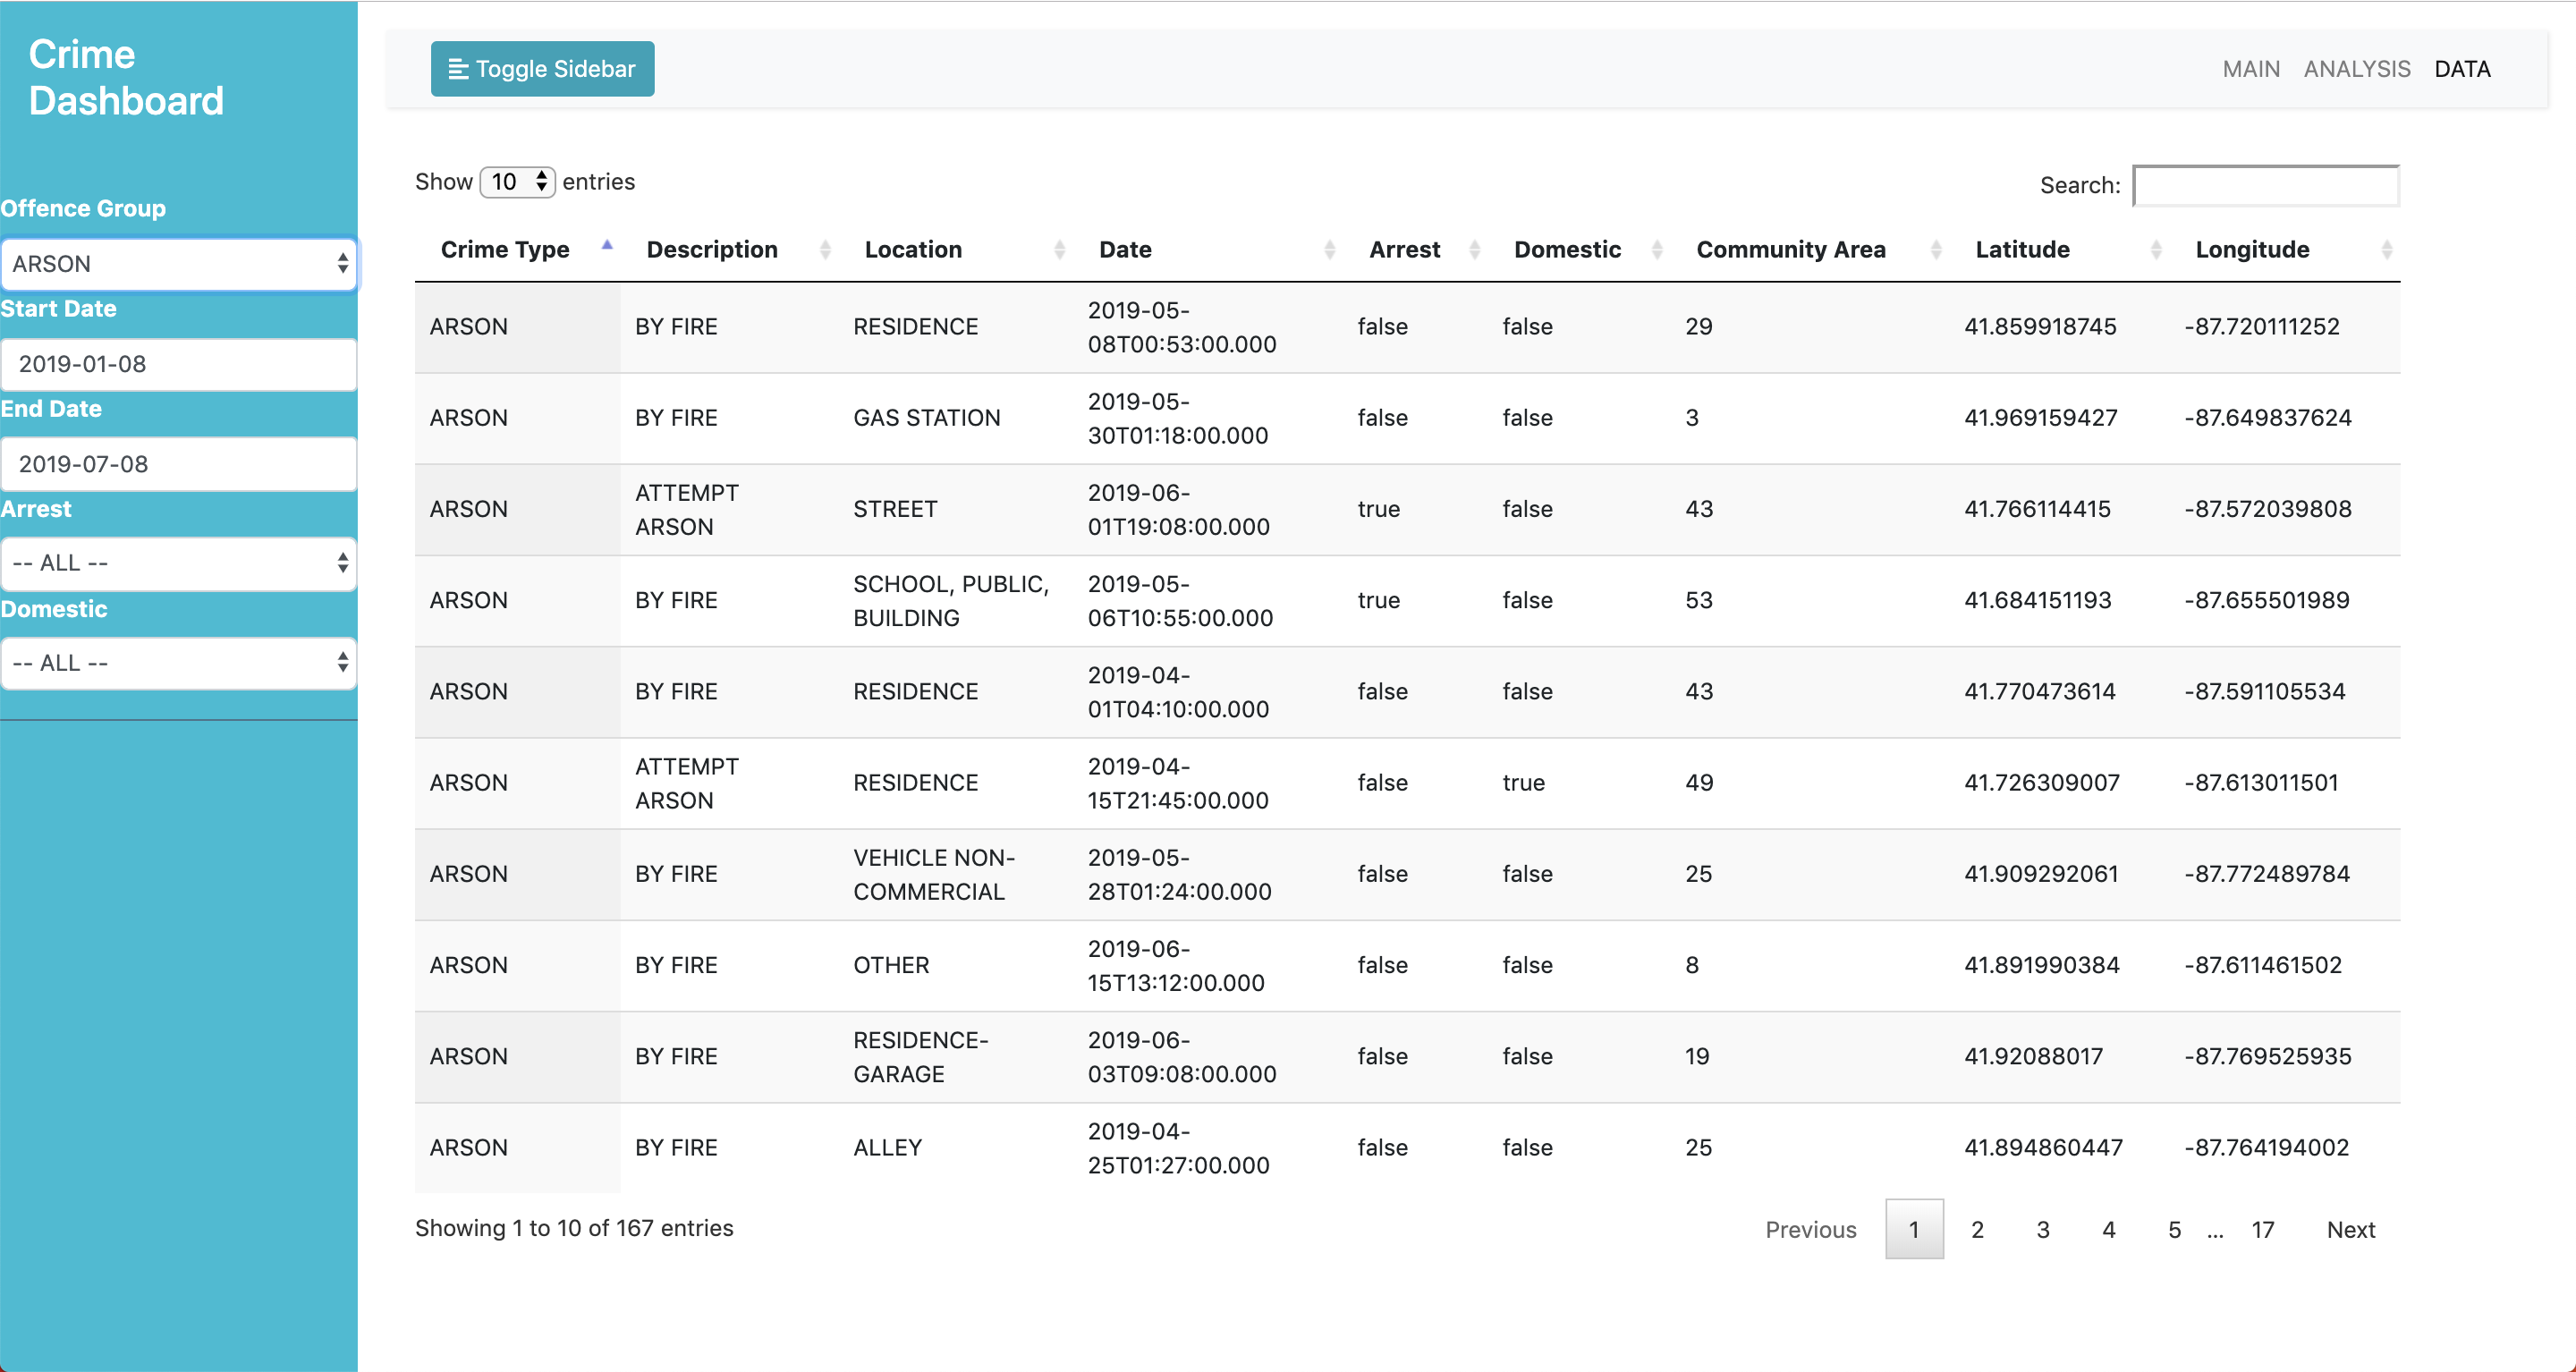 Crime
Dashboard
Toggle Sidebar
MAIN ANALYSIS DATA
Offence Group
ARSON
Start Date
2019-01-08
End Date
2019-07-08
Arrest
-- ALL --
Domestic
-- ALL --
Show 10 entries
Search:
Crime Type Description Location Date Arrest Domestic Community Area Latitude Longitude
ARSON BY FIRE RESIDENCE 2019-05-
08T00:53:00.000 false false 29 41.859918745 -87.720111252
ARSON BY FIRE GAS STATION 2019-05-
30T01:18:00.000 false false 3 41.969159427 -87.649837624
ARSON ATTEMPT
ARSON STREET 2019-06-
01T19:08:00.000 true false 43 41.766114415 -87.572039808
ARSON BY FIRE SCHOOL, PUBLIC,
BUILDING 2019-05-
06T10:55:00.000 true false 53 41.684151193 -87.655501989
ARSON BY FIRE RESIDENCE 2019-04-
01T04:10:00.000 false false 43 41.770473614 -87.591105534
ARSON ATTEMPT
ARSON RESIDENCE 2019-04-
15T21:45:00.000 false true 49 41.726309007 -87.613011501
ARSON BY FIRE VEHICLE NON-
COMMERCIAL 2019-05-
28T01:24:00.000 false false 25 41.909292061 -87.772489784
ARSON BY FIRE OTHER 2019-06-
15T13:12:00.000 false false 8 41.891990384 -87.611461502
ARSON BY FIRE RESIDENCE-
GARAGE 2019-06-
03T09:08:00.000 false false 19 41.92088017 -87.769525935
ARSON BY FIRE ALLEY 2019-04-
25T01:27:00.000 false false 25 41.894860447 -87.764194002
Showing 1 to 10 of 167 entries
Previous 1 2 3 4 5 ... 17 Next